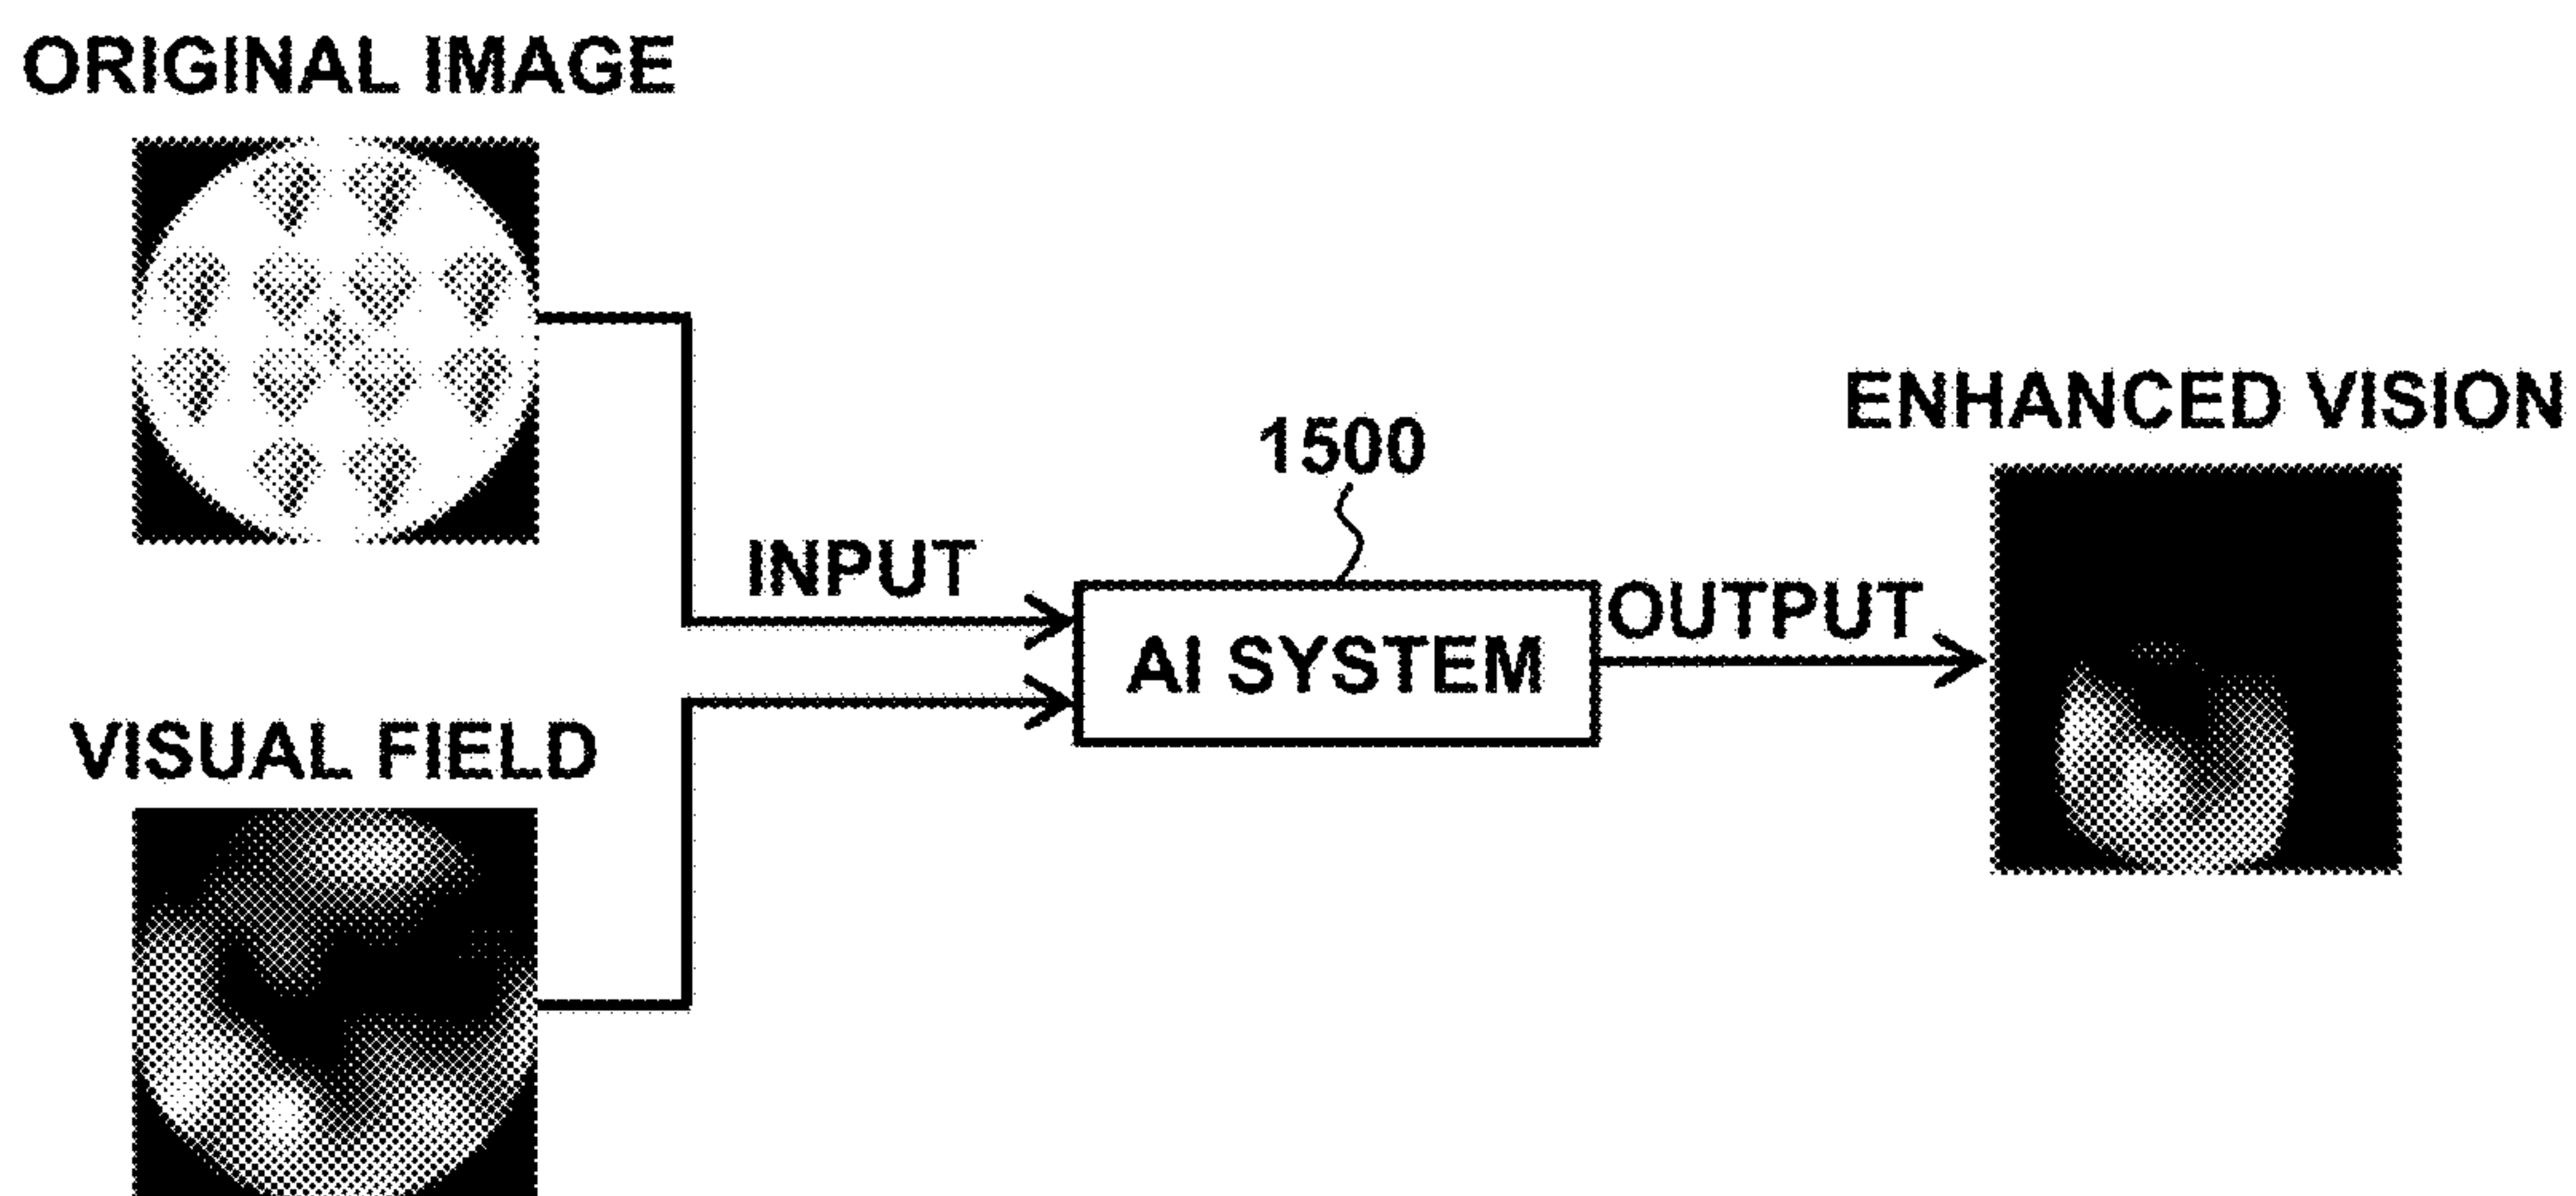 ORIGINAL IMAGE
INPUT
VISUAL FIELD
1500
AI SYSTEM
OUTPUT
ENHANCED VISION